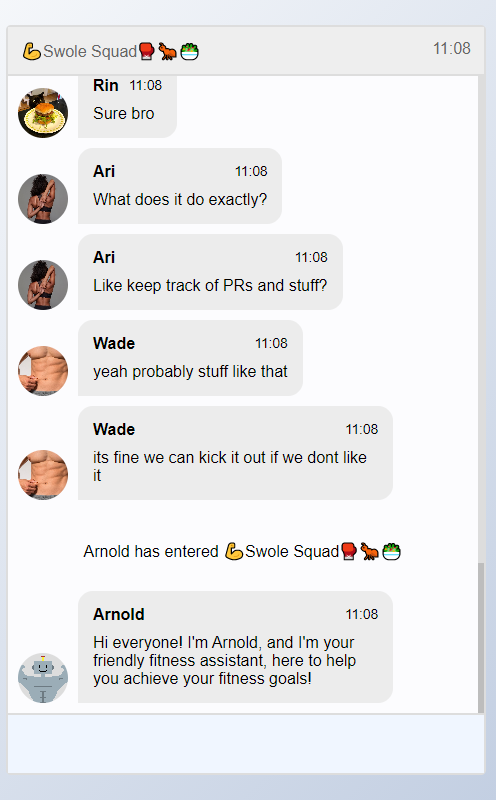 💪Swole Squad🥊🐂🥗 11:08
Rin 11:08
Sure bro
Ari 11:08
What does it do exactly?
Ari 11:08
Like keep track of PRs and stuff?
Wade 11:08
yeah probably stuff like that
Wade 11:08
its fine we can kick it out if we dont like
it
Arnold has entered 💪Swole Squad🥊🐂🥗
Arnold 11:08
Hi everyone! I'm Arnold, and I'm your
friendly fitness assistant, here to help
you achieve your fitness goals!